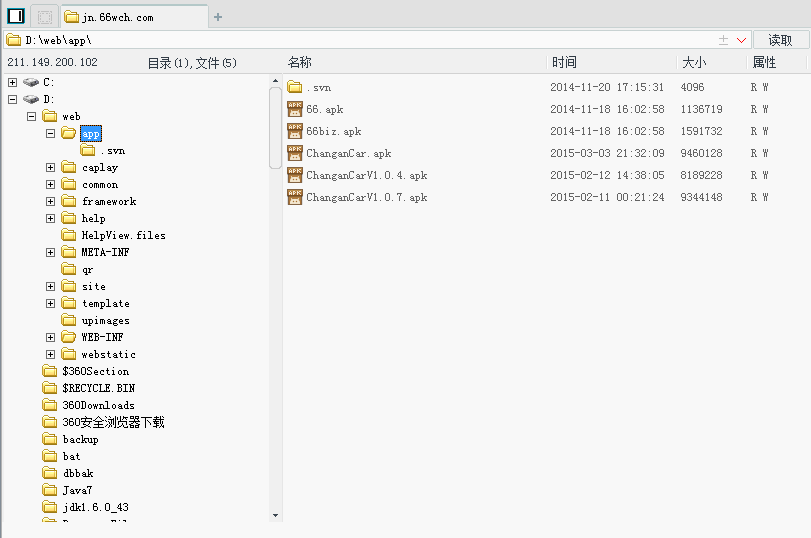 jn.66wch.com
D:\web\app\
读取
211.149.200.102 目录(1),文件(5)
名称 时间 大小 属性
C:
D:
web
app
.svn
caplay
common
framework
help
HelpView.files
META-INF
qr
site
template
upimages
WEB-INF
webstatic
$360Section
$RECYCLE.BIN
360Downloads
360安全浏览器下载
backup
bat
dbbak
Java7
jdk1.6.0_43
.svn 2014-11-20 17:15:31 4096 R W
66.apk 2014-11-18 16:02:58 1136719 R W
66biz.apk 2014-11-18 16:02:58 1591732 R W
ChanganCar.apk 2015-03-03 21:32:09 9460128 R W
ChanganCarV1.0.4.apk 2015-02-12 14:38:05 8189228 R W
ChanganCarV1.0.7.apk 2015-02-11 00:21:24 9344148 R W